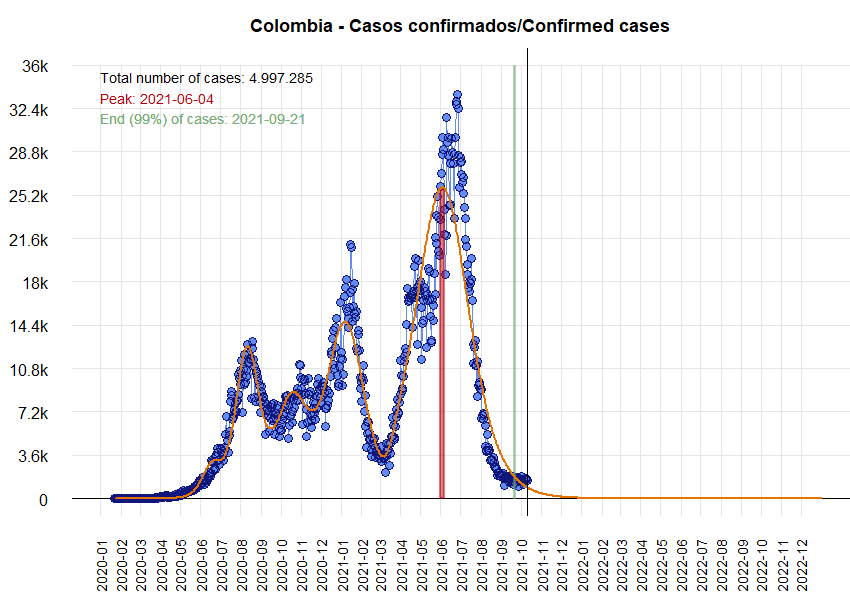 Colombia - Casos confirmados/Confirmed cases
Total number of cases: 4.997.285
Peak: 2021-06-04
End (99%) of cases: 2021-09-21
36k
32.4k
28.8k
25.2k
21.6k
18k
14.4k
10.8k
7.2k
3.6k
0
2020-01
2020-02
2020-03
2020-04
2020-05
2020-06
2020-07
2020-08
2020-09
2020-10
2020-11
2020-12
2021-01
2021-02
2021-03
2021-04
2021-05
2021-06
2021-07
2021-08
2021-09
2021-10
2021-11
2021-12
2022-01
2022-02
2022-03
2022-04
2022-05
2022-06
2022-07
2022-08
2022-09
2022-10
2022-11
2022-12